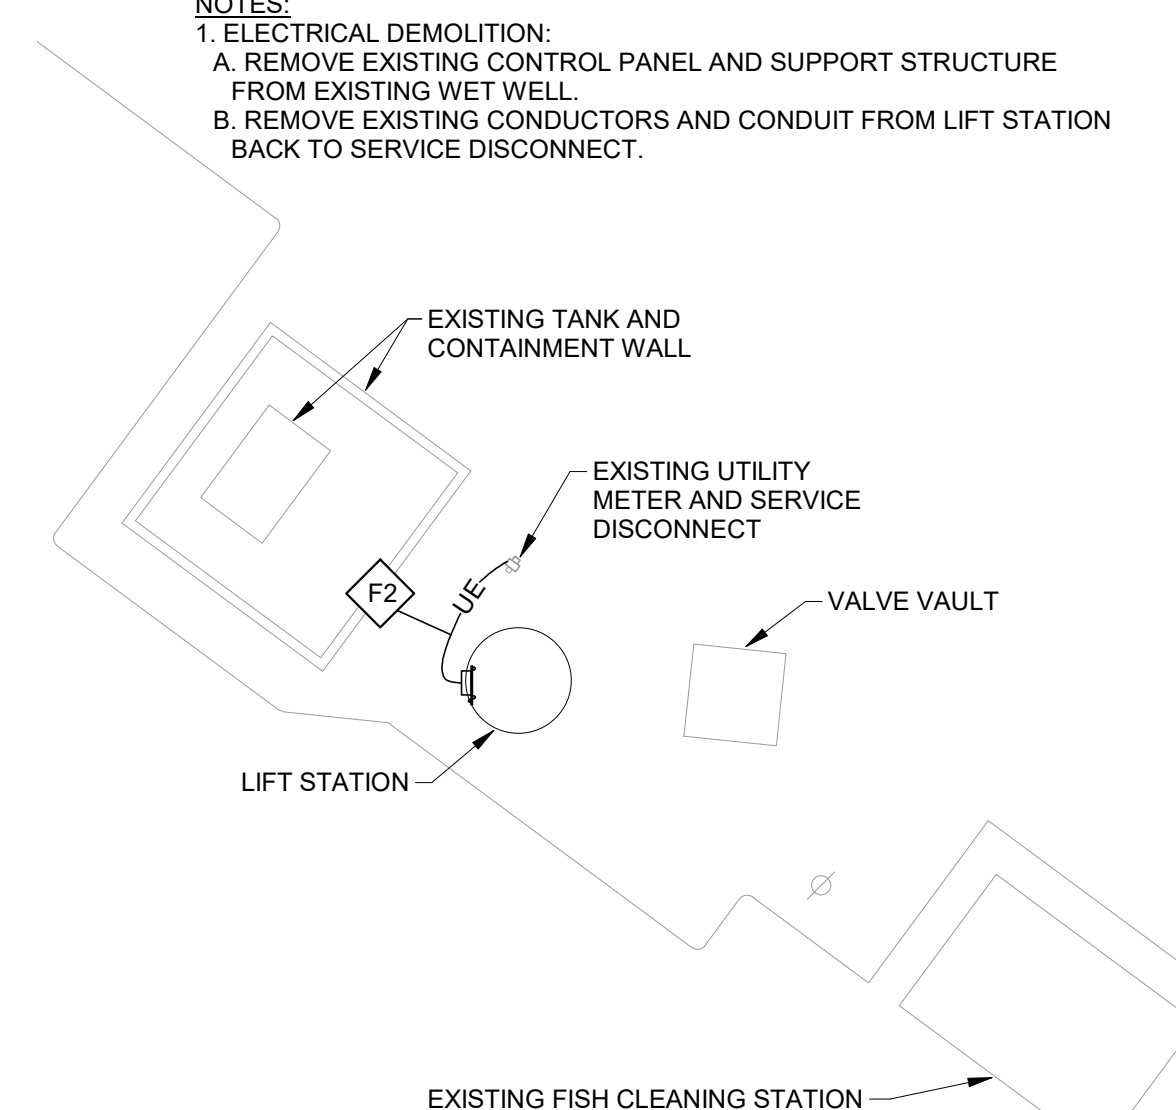 NOTES:
1. ELECTRICAL DEMOLITION:
A. REMOVE EXISTING CONTROL PANEL AND SUPPORT STRUCTURE
FROM EXISTING WET WELL.
B. REMOVE EXISTING CONDUCTORS AND CONDUIT FROM LIFT STATION
BACK TO SERVICE DISCONNECT.
EXISTING TANK AND
CONTAINMENT WALL
EXISTING UTILITY
METER AND SERVICE
DISCONNECT
F2
UE
VALVE VAULT
LIFT STATION
EXISTING FISH CLEANING STATION